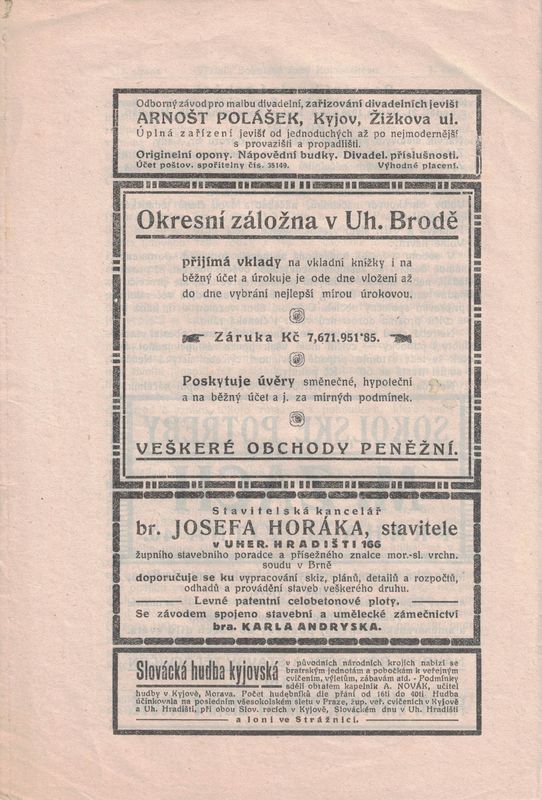 Odborný závod pro malbu divadelní, zařizování divadelních jevišť
ARNOŠT POLÁŠEK, Kyjov, Žižkova ul.
Úplná zařízení jevišť od jednoduchých až po nejmodernější
s provazišti a propadlišti.
Originelní opony. Nápovědní budky. Divadel. příslušnosti.
Účet poštov. spořitelny čís. 35149. Výhodné placení.
Okresní záložna v Uh. Brodě
přijímá vklady na vkladní knížky i na
běžný účet a úrokuje je ode dne vložení až
do dne vybrání nejlepší mírou úrokovou.
Záruka Kč 7,671.951·85.
Poskytuje úvěry směnečné, hypoteční
a na běžný účet a j. za mírných podmínek.
VEŠKERÉ OBCHODY PENĚŽNÍ.
Stavitelská kancelář
br. JOSEFA HORÁKA, stavitele
v UHER. HRADIŠTI 166
župního stavebního poradce a přísežného znalce mor.-sl. vrchn.
soudu v Brně
doporučuje se ku vypracování skiz, plánů, detailů a rozpočtů,
odhadů a provádění staveb veškerého druhu.
Levné patentní celobetonové ploty.
Se závodem spojeno stavební a umělecké zámečnictví
bra. KARLA ANDRYSKA.
Slovácká hudba kyjovská
v původních národních krojích nabízí se
bratrským jednotám a pobočkám k veřejným
cvičením, výletům, zábavám atd. - Podmínky
sdělí obratem kapelník A. NOVÁK, učitel
hudby v Kyjově, Morava. Počet hudebníků dle přání od 16ti do 40ti. Hudba
účinkovala na posledním všesokolském sletu v Praze, žup. veř. cvičeních v Kyjově
a Uh. Hradišti, při obou Slov. rocích v Kyjově, Slováckém dnu v Uh. Hradišti
a loni ve Strážnici.